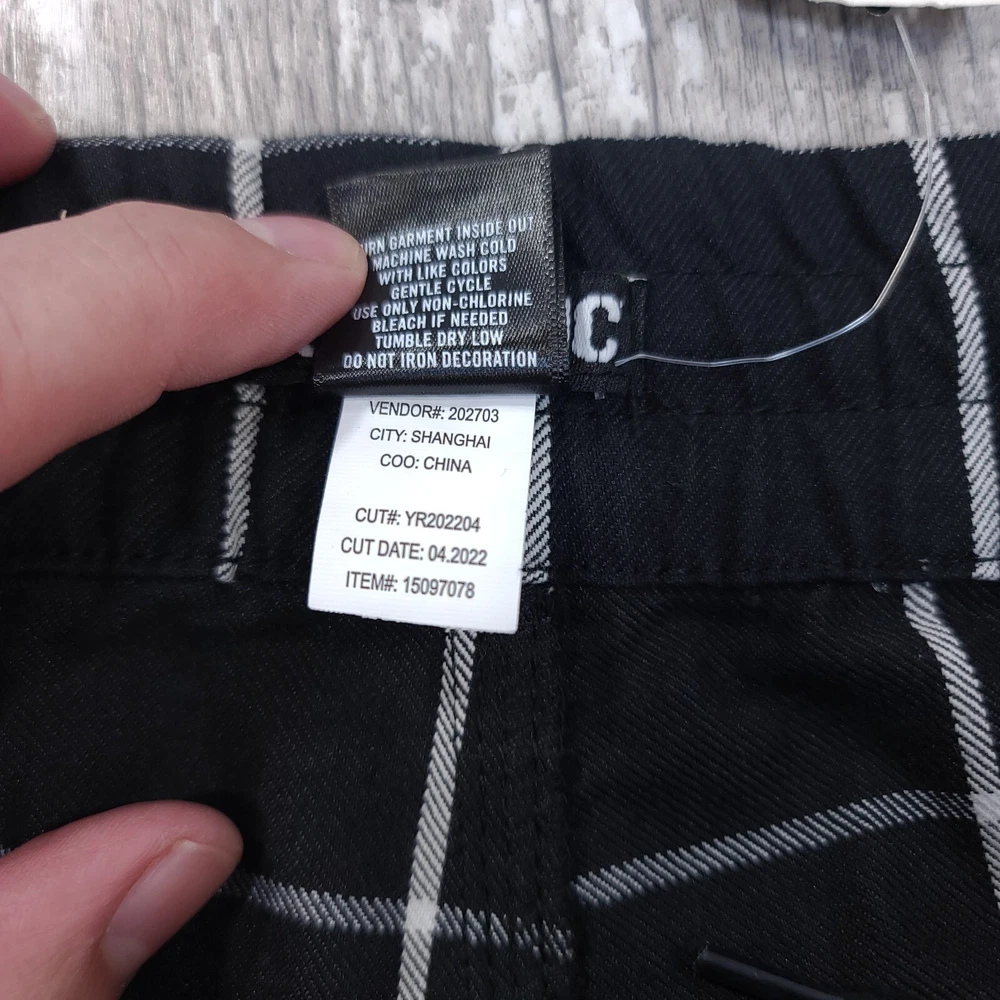 GARMENT INSIDE OUT
MACHINE WASH COLD
WITH LIKE COLORS
GENTLE CYCLE
USE ONLY NON-CHLORINE
BLEACH IF NEEDED
TUMBLE DRY LOW
DO NOT IRON DECORATION
VENDOR#: 202703
CITY: SHANGHAI
COO: CHINA
CUT#: YR202204
CUT DATE: 04.2022
ITEM#: 15097078